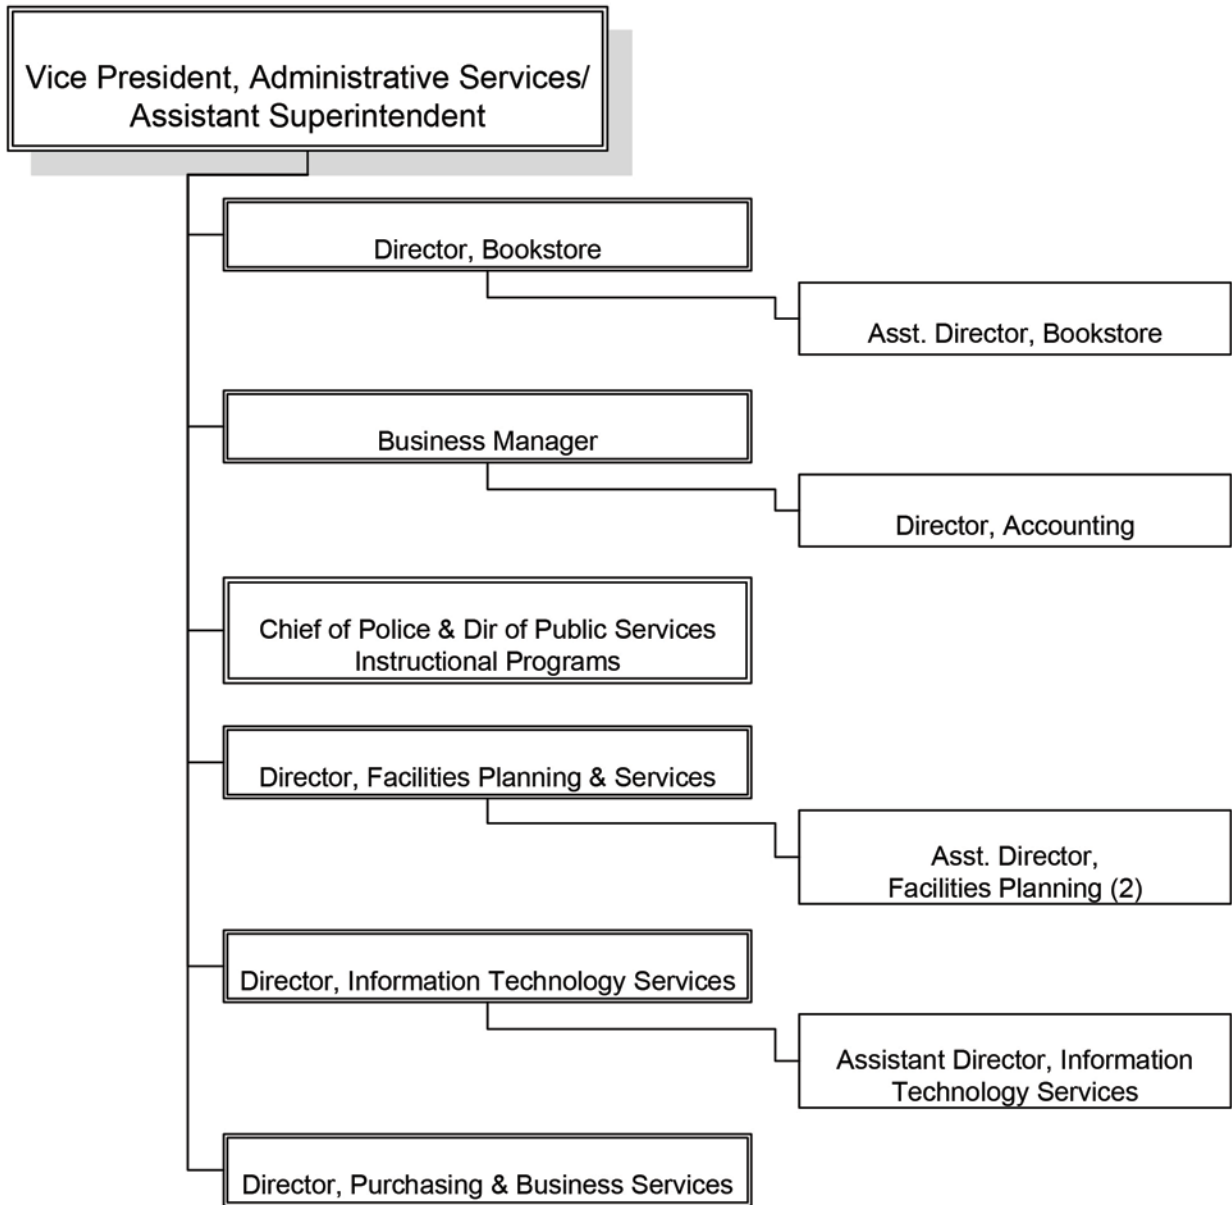 Vice President, Administrative Services/
Assistant Superintendent
Director, Bookstore
Asst. Director, Bookstore
Business Manager
Director, Accounting
Chief of Police & Dir of Public Services
Instructional Programs
Director, Facilities Planning & Services
Asst. Director,
Facilities Planning (2)
Director, Information Technology Services
Assistant Director, Information
Technology Services
Director, Purchasing & Business Services